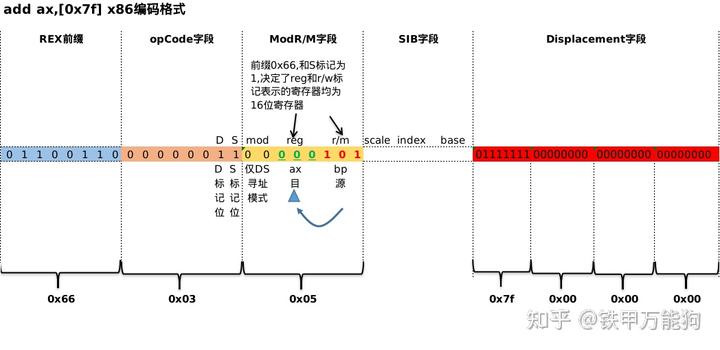 add ax,[0x7f] x86编码格式
REX前缀 opCode字段 ModR/M字段 SIB字段 Displacement字段
前缀0x66,和S标记为
1,决定了reg和r/w标
记表示的寄存器均为
16位寄存器
D S mod reg r/m scale index base
0 1 1 0 0 1 1 0 0 0 0 0 0 0 1 1 0 0 0 0 0 1 0 1 01111111 00000000 00000000 00000000
D标记位 S标记位 仅DS寻址模式 ax目 bp源
0x66 0x03 0x05 0x7f 0x00 0x00 0x00
知乎 @铁甲万能狗